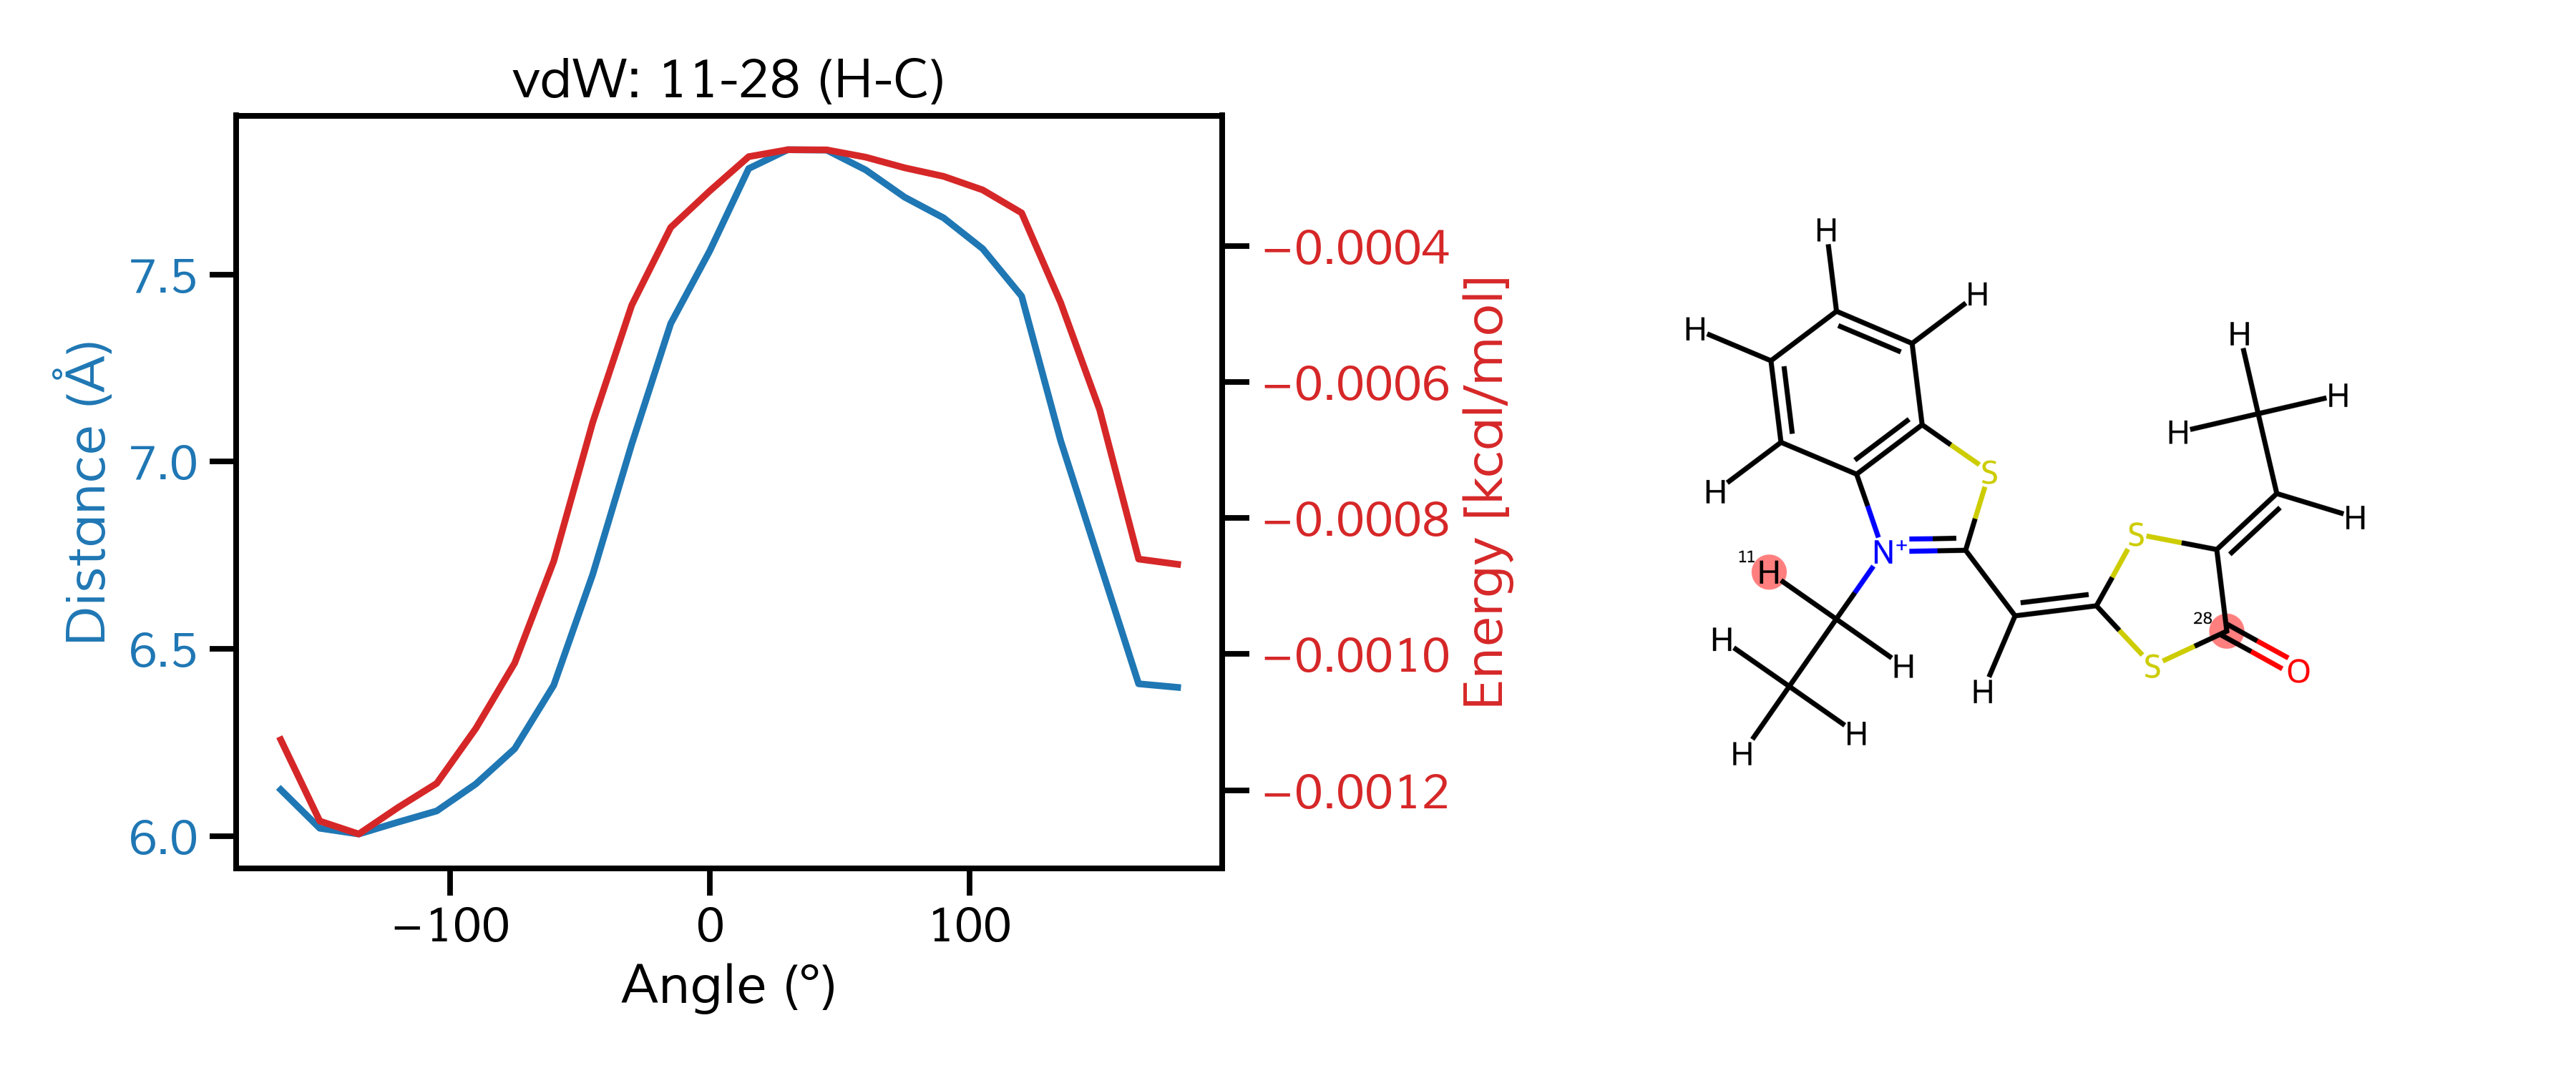 vdW: 11-28 (H-C)
Distance (Å)
7.5
7.0
6.5
6.0
−100
0
100
Angle (°)
−0.0004
−0.0006
−0.0008
−0.0010
−0.0012
Energy [kcal/mol]
H
H
H
H
H
H
H
H
S
S
N+
11
H
28
H
H
H
S
O
H
H
H